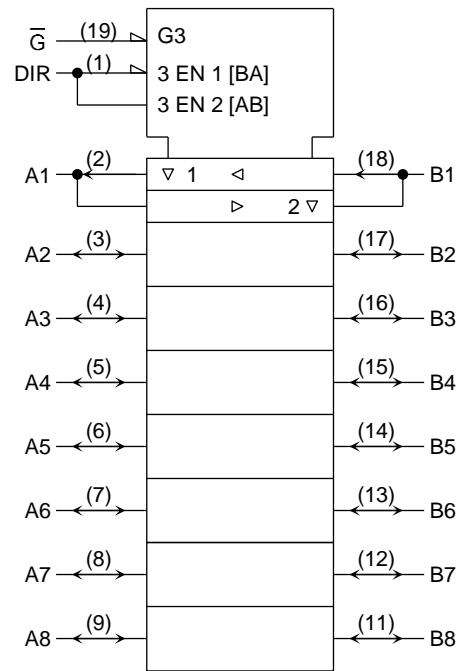 G̅ (19) G3
DIR (1) 3 EN 1 [BA]
3 EN 2 [AB]
A1 (2) ▽ 1 ◁ (18) B1
▷ 2 ▽
A2 (3) (17) B2
A3 (4) (16) B3
A4 (5) (15) B4
A5 (6) (14) B5
A6 (7) (13) B6
A7 (8) (12) B7
A8 (9) (11) B8